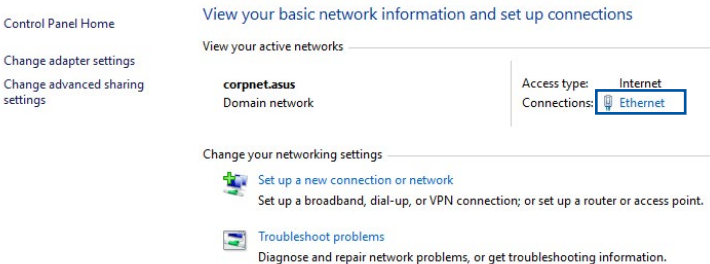 Control Panel Home
Change adapter settings
Change advanced sharing
settings
View your basic network information and set up connections
View your active networks
corpnet.asus
Domain network
Access type: Internet
Connections: Ethernet
Change your networking settings
Set up a new connection or network
Set up a broadband, dial-up, or VPN connection; or set up a router or access point.
Troubleshoot problems
Diagnose and repair network problems, or get troubleshooting information.